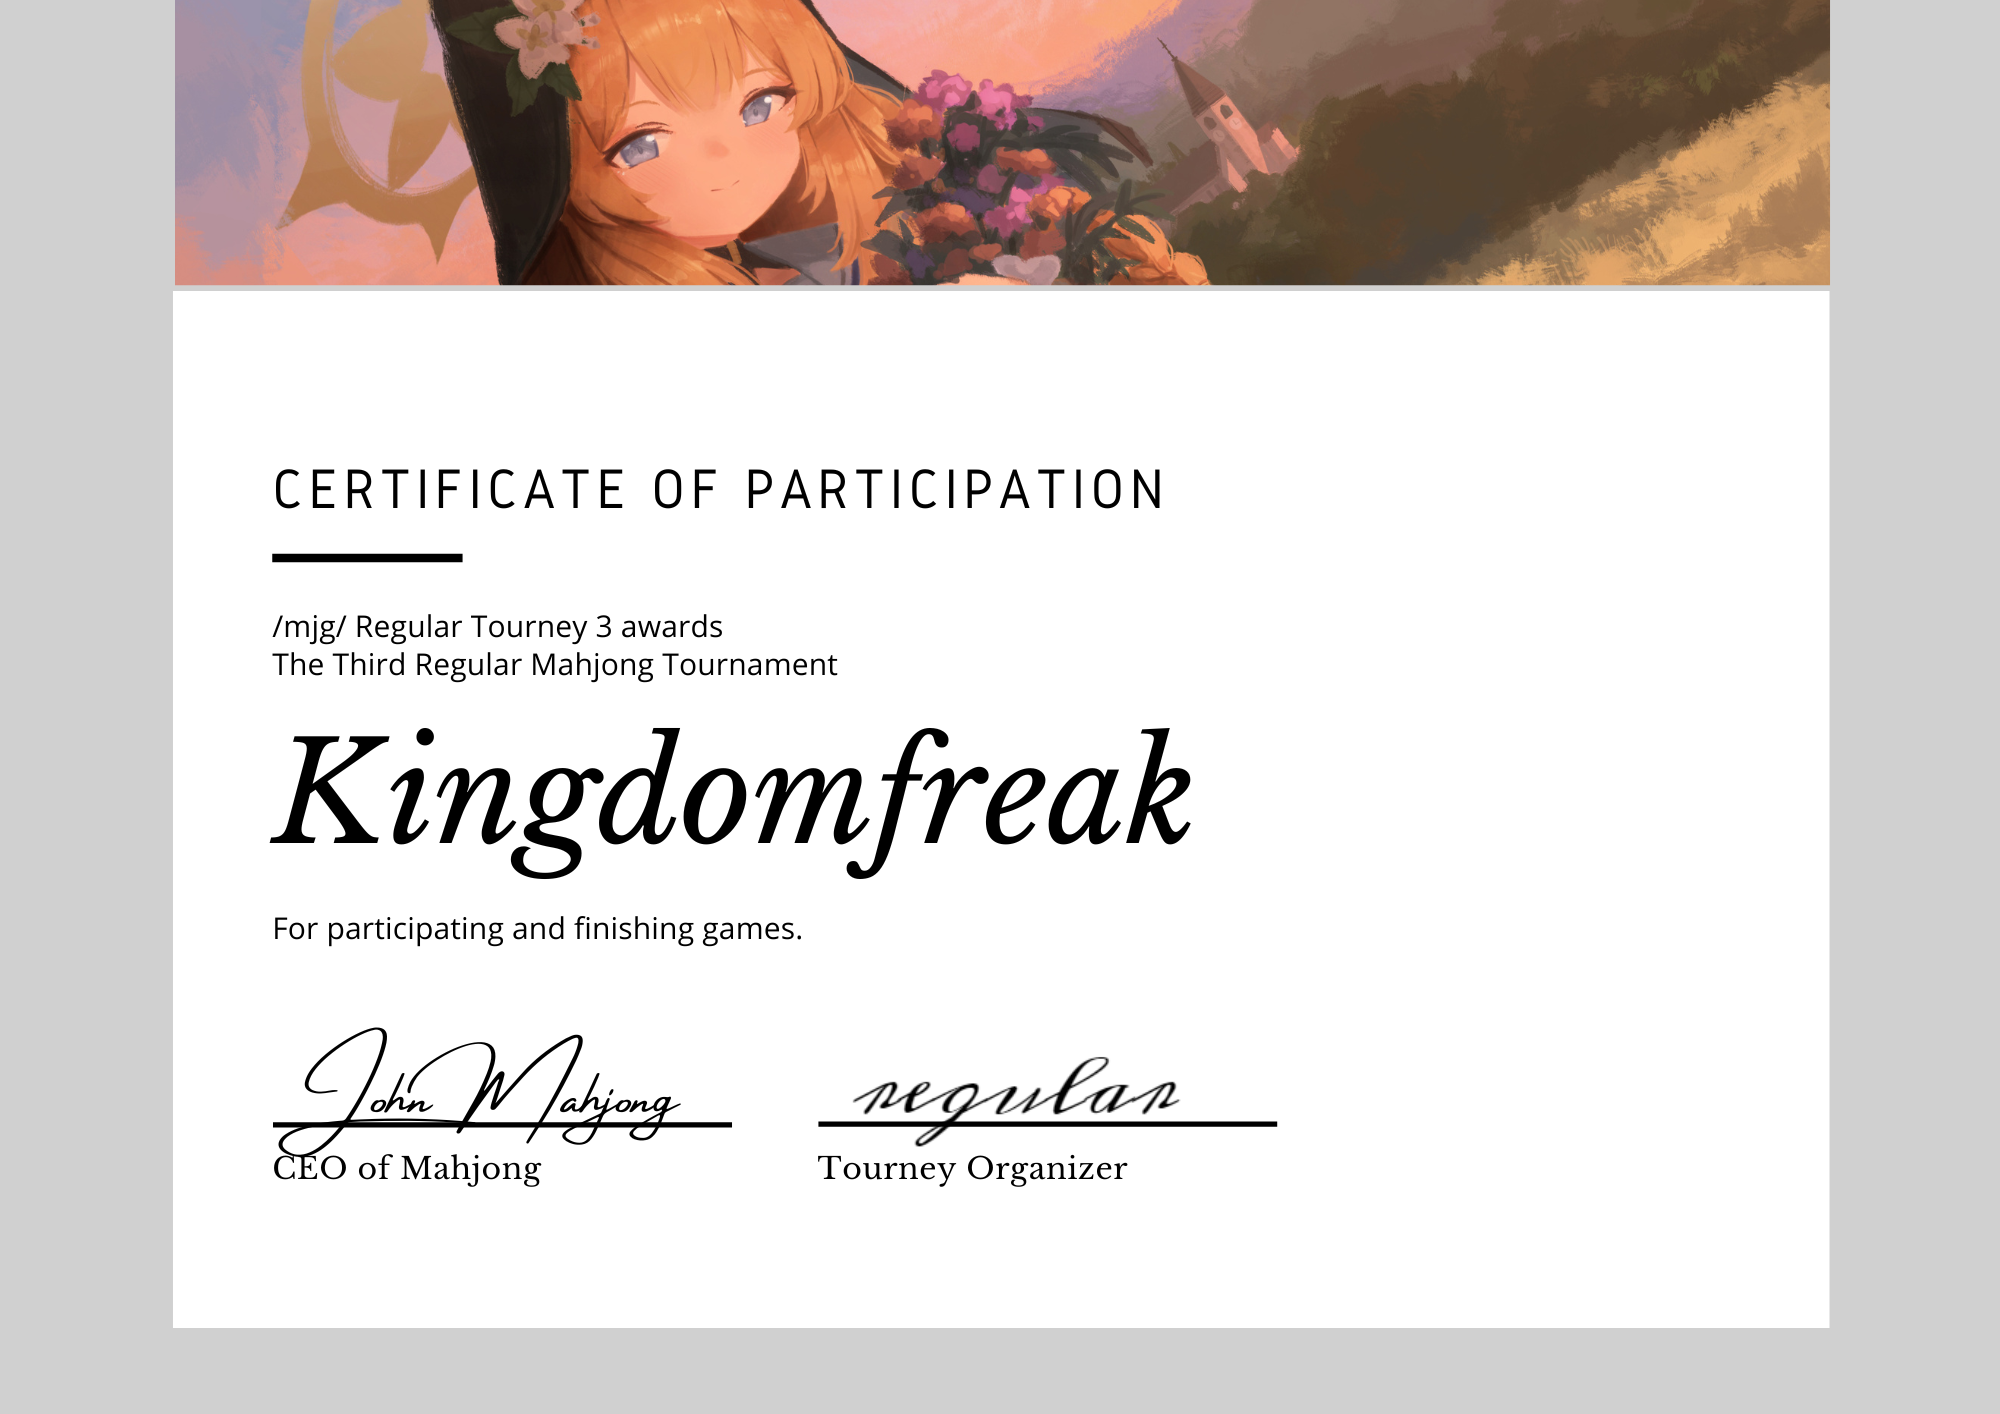 CERTIFICATE OF PARTICIPATION
/mjg/ Regular Tourney 3 awards
The Third Regular Mahjong Tournament
Kingdomfreak
For participating and finishing games.
John Mahjong
regular
CEO of Mahjong
Tourney Organizer